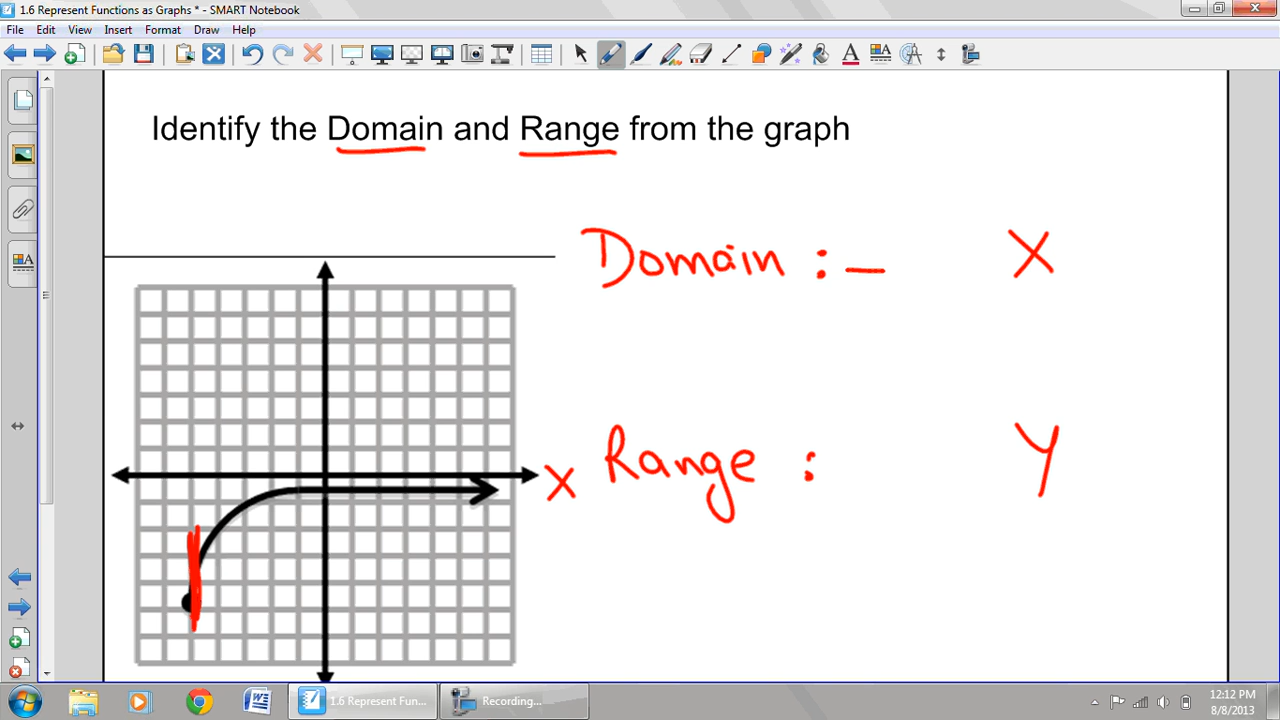 1.6 Represent Functions as Graphs * - SMART Notebook
File Edit View Insert Format Draw Help
Identify the Domain and Range from the graph
Domain : _ X
X Range : Y
1.6 Represent Fun... Recording...
12:12 PM
8/8/2013